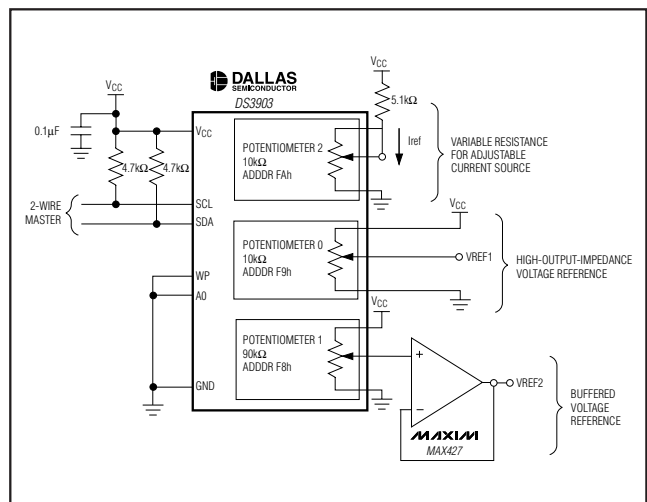 DALLAS
SEMICONDUCTOR
DS3903
VCC
0.1µF
4.7kΩ
4.7kΩ
2-WIRE
MASTER
VCC
SCL
SDA
WP
A0
GND
POTENTIOMETER 2
10kΩ
ADDDR FAh
VCC
5.1kΩ
Iref
VARIABLE RESISTANCE
FOR ADJUSTABLE
CURRENT SOURCE
POTENTIOMETER 0
10kΩ
ADDDR F9h
VCC
VREF1
HIGH-OUTPUT-IMPEDANCE
VOLTAGE REFERENCE
POTENTIOMETER 1
90kΩ
ADDDR F8h
VCC
+
−
MAXIM
MAX427
VREF2
BUFFERED
VOLTAGE
REFERENCE